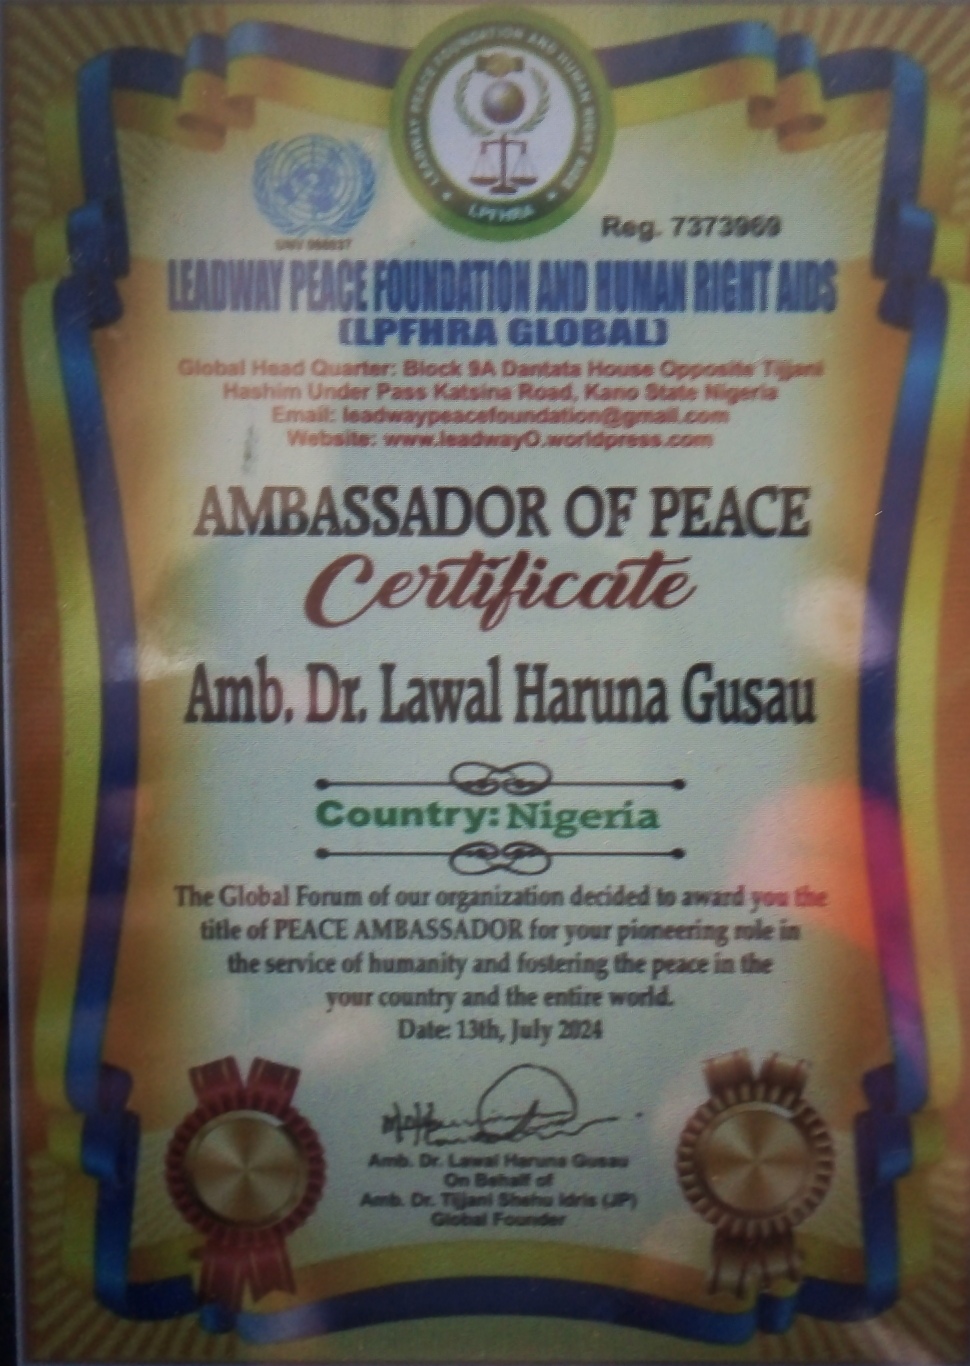 LEADWAY PEACE FOUNDATION AND HUMAN RIGHT AIDS
LPFHRA
UNV 966637
Reg. 7373969
LEADWAY PEACE FOUNDATION AND HUMAN RIGHT AIDS
(LPFHRA GLOBAL)
Global Head Quarter: Block 9A Dantata House Opposite Tijjani
Hashim Under Pass Katsina Road, Kano State Nigeria
Email: leadwaypeacefoundation@gmail.com
Website: www.leadwayO.worldpress.com
AMBASSADOR OF PEACE
Certificate
Amb. Dr. Lawal Haruna Gusau
Country: Nigeria
The Global Forum of our organization decided to award you the
title of PEACE AMBASSADOR for your pioneering role in
the service of humanity and fostering the peace in the
your country and the entire world.
Date: 13th, July 2024
Amb. Dr. Lawal Haruna Gusau
On Behalf of
Amb. Dr. Tijjani Shehu Idris (JP)
Global Founder